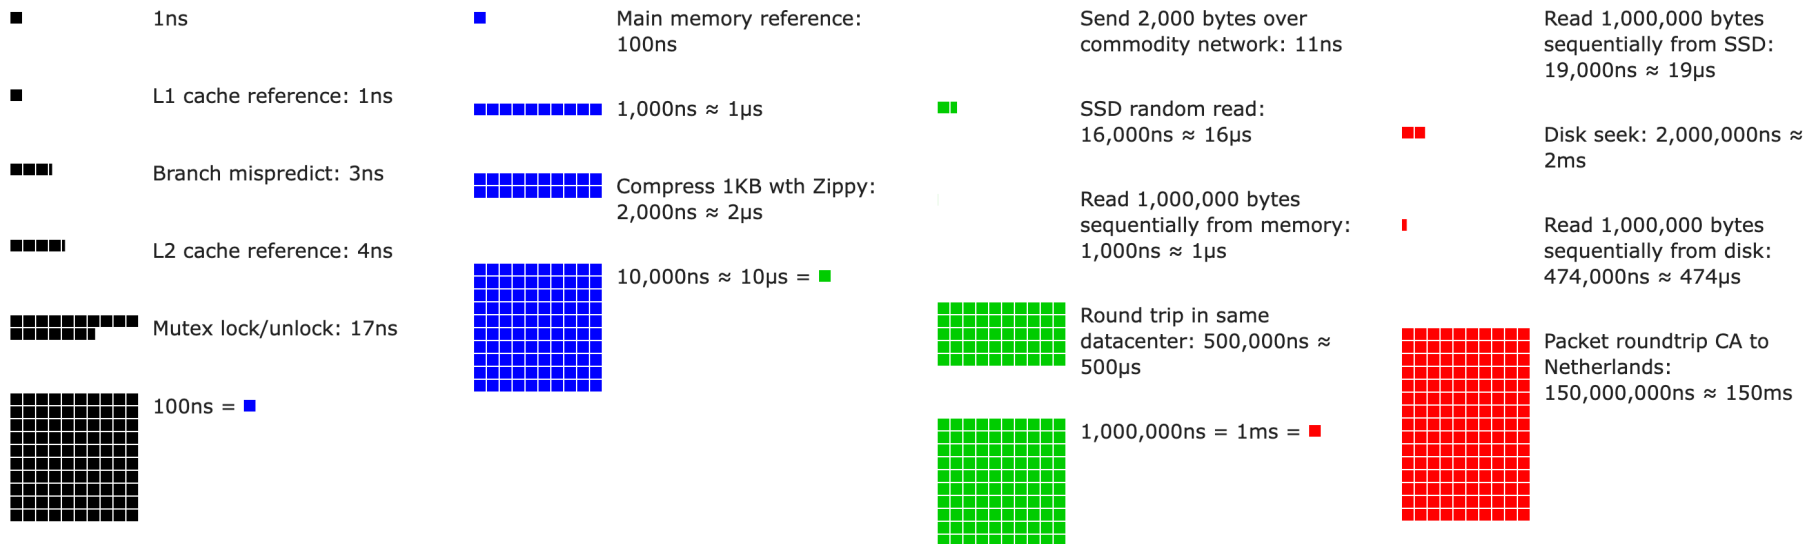 1ns
L1 cache reference: 1ns
Branch mispredict: 3ns
L2 cache reference: 4ns
Mutex lock/unlock: 17ns
100ns =
Main memory reference:
100ns
1,000ns ≈ 1μs
Compress 1KB wth Zippy:
2,000ns ≈ 2μs
10,000ns ≈ 10μs =
Send 2,000 bytes over
commodity network: 11ns
SSD random read:
16,000ns ≈ 16μs
Read 1,000,000 bytes
sequentially from memory:
1,000ns ≈ 1μs
Round trip in same
datacenter: 500,000ns ≈
500μs
1,000,000ns = 1ms =
Read 1,000,000 bytes
sequentially from SSD:
19,000ns ≈ 19μs
Disk seek: 2,000,000ns ≈
2ms
Read 1,000,000 bytes
sequentially from disk:
474,000ns ≈ 474μs
Packet roundtrip CA to
Netherlands:
150,000,000ns ≈ 150ms